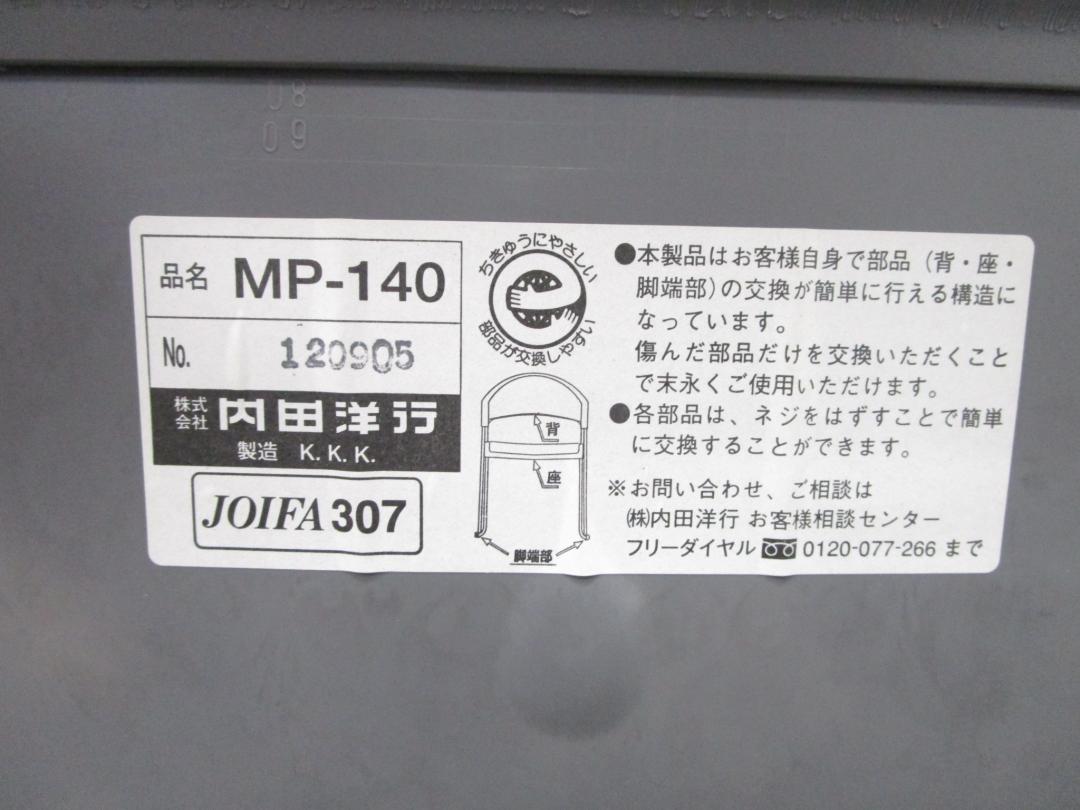 08
09
品名 MP-140
No. 120905
株式会社 内田洋行
製造 K.K.K.
JOIFA 307
ちきゅうにやさしい
部品が交換しやすい
背
座
脚端部
●本製品はお客様自身で部品(背・座・
脚端部)の交換が簡単に行える構造に
なっています。
傷んだ部品だけを交換いただくこと
で末永くご使用いただけます。
●各部品は、ネジをはずすことで簡単
に交換することができます。
※お問い合わせ、ご相談は
㈱内田洋行 お客様相談センター
フリーダイヤル 0120-077-266 まで